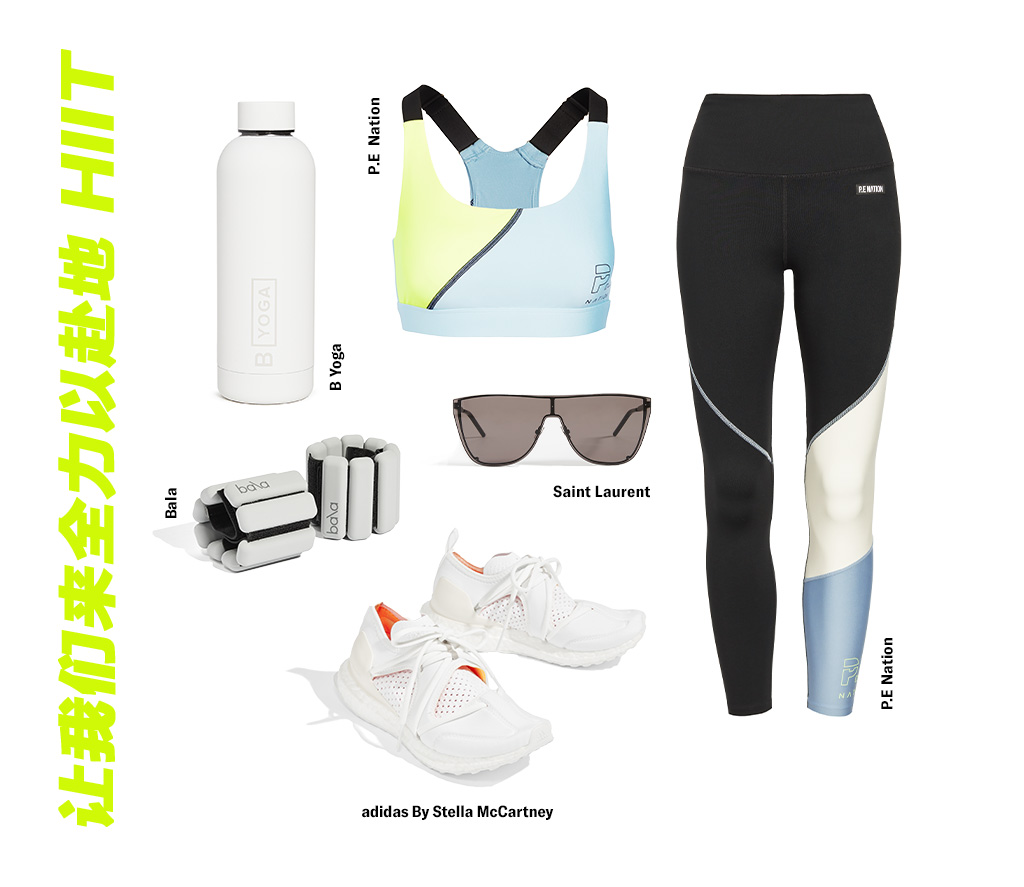 让我们来全力以赴地 HIIT
B YOGA
B Yoga
P.E Nation
P.E NATION
Saint Laurent
bala
bala
Bala
P.E Nation
adidas By Stella McCartney